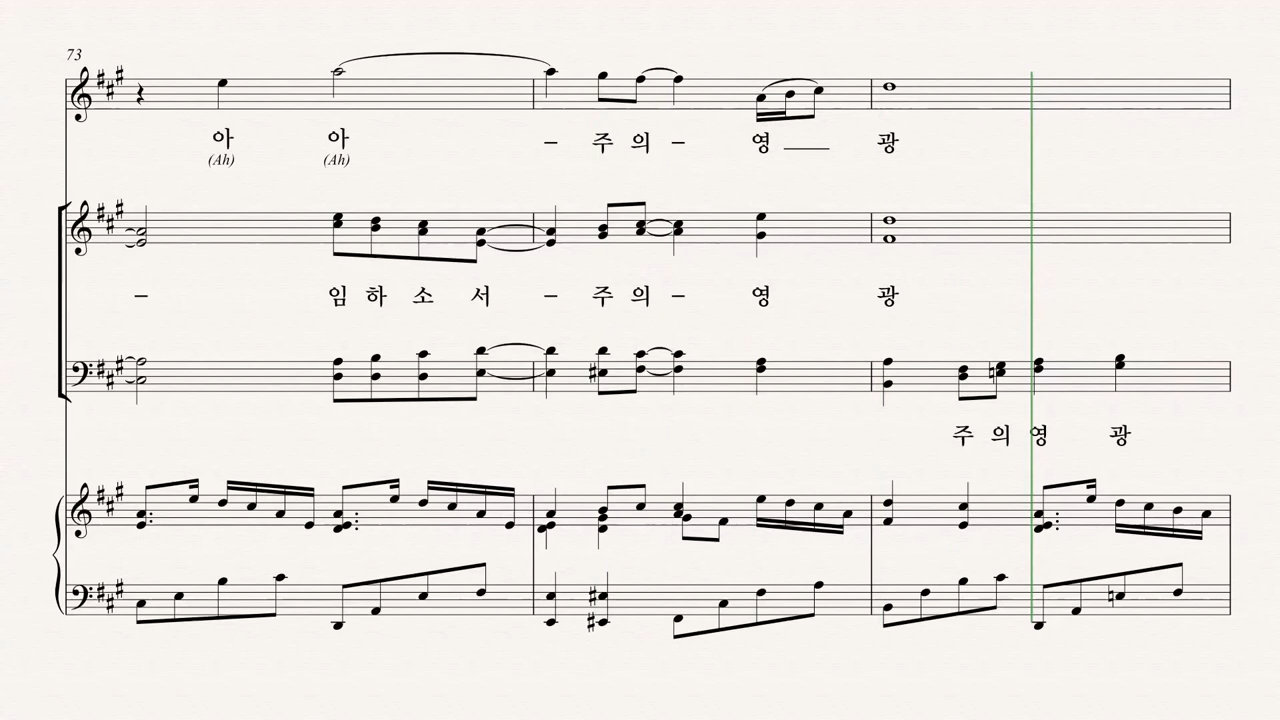 73
아 아 – 주 의 – 영 광
(Ah) (Ah)
– 임 하 소 서 – 주 의 – 영 광
주 의 영 광